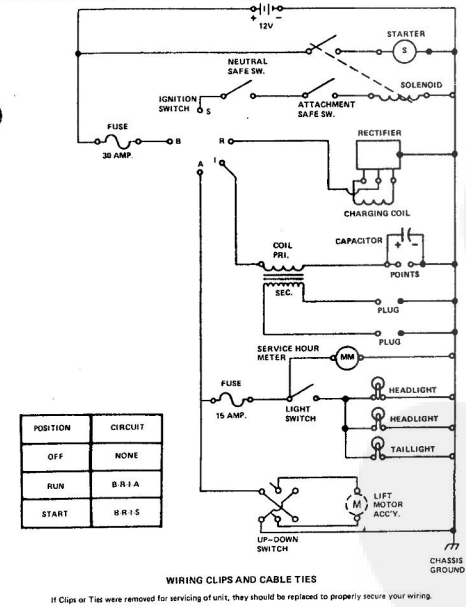 + -
12V
STARTER
S
NEUTRAL
SAFE SW.
SOLENOID
IGNITION
SWITCH
S
ATTACHMENT
SAFE SW.
FUSE
30 AMP.
B
R
I
A
RECTIFIER
CHARGING COIL
COIL
PRI.
SEC.
CAPACITOR
+ -
POINTS
PLUG
PLUG
SERVICE HOUR
METER
MM
FUSE
15 AMP.
LIGHT
SWITCH
HEADLIGHT
HEADLIGHT
TAILLIGHT
POSITION CIRCUIT
OFF NONE
RUN B-R-I-A
START B-R-I-S
M
LIFT
MOTOR
ACC'Y.
UP-DOWN
SWITCH
CHASSIS
GROUND
WIRING CLIPS AND CABLE TIES
If Clips or Ties were removed for servicing of unit, they should be replaced to properly secure your wiring.